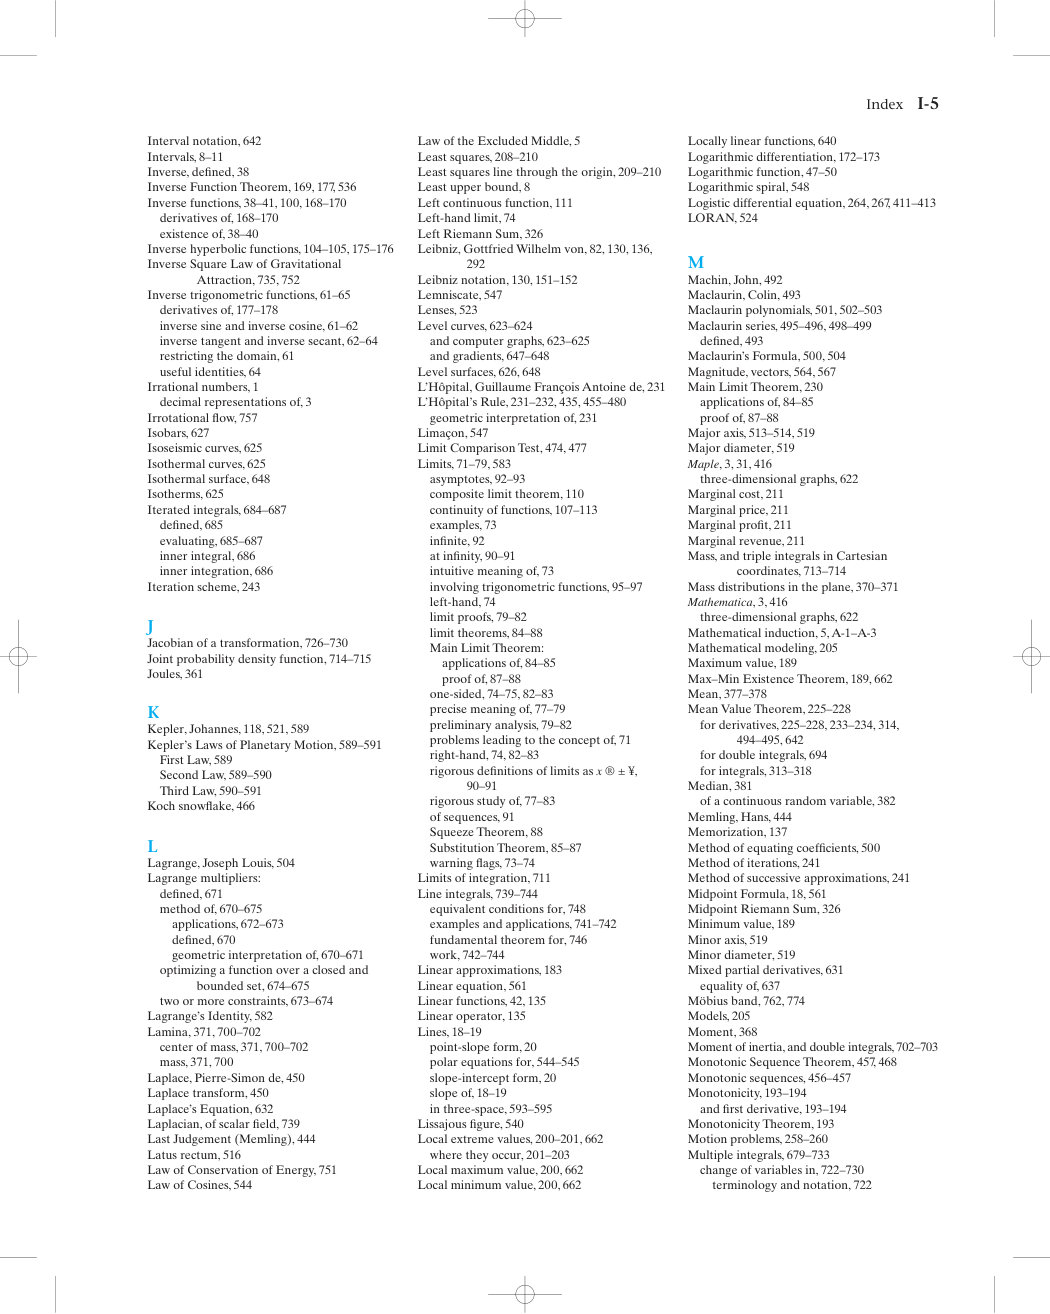 Index I-5
Interval notation, 642
Intervals, 8–11
Inverse, defined, 38
Inverse Function Theorem, 169, 177, 536
Inverse functions, 38–41, 100, 168–170
derivatives of, 168–170
existence of, 38–40
Inverse hyperbolic functions, 104–105, 175–176
Inverse Square Law of Gravitational
Attraction, 735, 752
Inverse trigonometric functions, 61–65
derivatives of, 177–178
inverse sine and inverse cosine, 61–62
inverse tangent and inverse secant, 62–64
restricting the domain, 61
useful identities, 64
Irrational numbers, 1
decimal representations of, 3
Irrotational flow, 757
Isobars, 627
Isoseismic curves, 625
Isothermal curves, 625
Isothermal surface, 648
Isotherms, 625
Iterated integrals, 684–687
defined, 685
evaluating, 685–687
inner integral, 686
inner integration, 686
Iteration scheme, 243
J
Jacobian of a transformation, 726–730
Joint probability density function, 714–715
Joules, 361
K
Kepler, Johannes, 118, 521, 589
Kepler's Laws of Planetary Motion, 589–591
First Law, 589
Second Law, 589–590
Third Law, 590–591
Koch snowflake, 466
L
Lagrange, Joseph Louis, 504
Lagrange multipliers:
defined, 671
method of, 670–675
applications, 672–673
defined, 670
geometric interpretation of, 670–671
optimizing a function over a closed and
bounded set, 674–675
two or more constraints, 673–674
Lagrange's Identity, 582
Lamina, 371, 700–702
center of mass, 371, 700–702
mass, 371, 700
Laplace, Pierre-Simon de, 450
Laplace transform, 450
Laplace's Equation, 632
Laplacian, of scalar field, 739
Last Judgement (Memling), 444
Latus rectum, 516
Law of Conservation of Energy, 751
Law of Cosines, 544
Law of the Excluded Middle, 5
Least squares, 208–210
Least squares line through the origin, 209–210
Least upper bound, 8
Left continuous function, 111
Left-hand limit, 74
Left Riemann Sum, 326
Leibniz, Gottfried Wilhelm von, 82, 130, 136,
292
Leibniz notation, 130, 151–152
Lemniscate, 547
Lenses, 523
Level curves, 623–624
and computer graphs, 623–625
and gradients, 647–648
Level surfaces, 626, 648
L'Hôpital, Guillaume François Antoine de, 231
L'Hôpital's Rule, 231–232, 435, 455–480
geometric interpretation of, 231
Limaçon, 547
Limit Comparison Test, 474, 477
Limits, 71–79, 583
asymptotes, 92–93
composite limit theorem, 110
continuity of functions, 107–113
examples, 73
infinite, 92
at infinity, 90–91
intuitive meaning of, 73
involving trigonometric functions, 95–97
left-hand, 74
limit proofs, 79–82
limit theorems, 84–88
Main Limit Theorem:
applications of, 84–85
proof of, 87–88
one-sided, 74–75, 82–83
precise meaning of, 77–79
preliminary analysis, 79–82
problems leading to the concept of, 71
right-hand, 74, 82–83
rigorous definitions of limits as x ® ± ¥,
90–91
rigorous study of, 77–83
of sequences, 91
Squeeze Theorem, 88
Substitution Theorem, 85–87
warning flags, 73–74
Limits of integration, 711
Line integrals, 739–744
equivalent conditions for, 748
examples and applications, 741–742
fundamental theorem for, 746
work, 742–744
Linear approximations, 183
Linear equation, 561
Linear functions, 42, 135
Linear operator, 135
Lines, 18–19
point-slope form, 20
polar equations for, 544–545
slope-intercept form, 20
slope of, 18–19
in three-space, 593–595
Lissajous figure, 540
Local extreme values, 200–201, 662
where they occur, 201–203
Local maximum value, 200, 662
Local minimum value, 200, 662
Locally linear functions, 640
Logarithmic differentiation, 172–173
Logarithmic function, 47–50
Logarithmic spiral, 548
Logistic differential equation, 264, 267, 411–413
LORAN, 524
M
Machin, John, 492
Maclaurin, Colin, 493
Maclaurin polynomials, 501, 502–503
Maclaurin series, 495–496, 498–499
defined, 493
Maclaurin's Formula, 500, 504
Magnitude, vectors, 564, 567
Main Limit Theorem, 230
applications of, 84–85
proof of, 87–88
Major axis, 513–514, 519
Major diameter, 519
Maple, 3, 31, 416
three-dimensional graphs, 622
Marginal cost, 211
Marginal price, 211
Marginal profit, 211
Marginal revenue, 211
Mass, and triple integrals in Cartesian
coordinates, 713–714
Mass distributions in the plane, 370–371
Mathematica, 3, 416
three-dimensional graphs, 622
Mathematical induction, 5, A-1–A-3
Mathematical modeling, 205
Maximum value, 189
Max–Min Existence Theorem, 189, 662
Mean, 377–378
Mean Value Theorem, 225–228
for derivatives, 225–228, 233–234, 314,
494–495, 642
for double integrals, 694
for integrals, 313–318
Median, 381
of a continuous random variable, 382
Memling, Hans, 444
Memorization, 137
Method of equating coefficients, 500
Method of iterations, 241
Method of successive approximations, 241
Midpoint Formula, 18, 561
Midpoint Riemann Sum, 326
Minimum value, 189
Minor axis, 519
Minor diameter, 519
Mixed partial derivatives, 631
equality of, 637
Möbius band, 762, 774
Models, 205
Moment, 368
Moment of inertia, and double integrals, 702–703
Monotonic Sequence Theorem, 457, 468
Monotonic sequences, 456–457
Monotonicity, 193–194
and first derivative, 193–194
Monotonicity Theorem, 193
Motion problems, 258–260
Multiple integrals, 679–733
change of variables in, 722–730
terminology and notation, 722